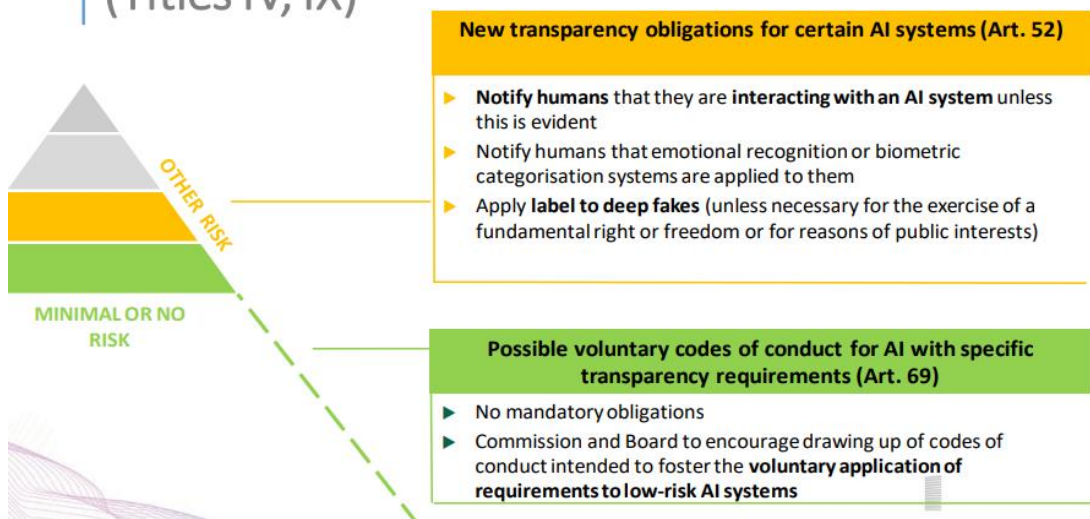 (Titles IV, IX)
New transparency obligations for certain AI systems (Art. 52)
► Notify humans that they are interacting with an AI system unless
this is evident
► Notify humans that emotional recognition or biometric
categorisation systems are applied to them
► Apply label to deep fakes (unless necessary for the exercise of a
fundamental right or freedom or for reasons of public interests)
OTHER RISK
MINIMAL OR NO
RISK
Possible voluntary codes of conduct for AI with specific
transparency requirements (Art. 69)
► No mandatory obligations
► Commission and Board to encourage drawing up of codes of
conduct intended to foster the voluntary application of
requirements to low-risk AI systems